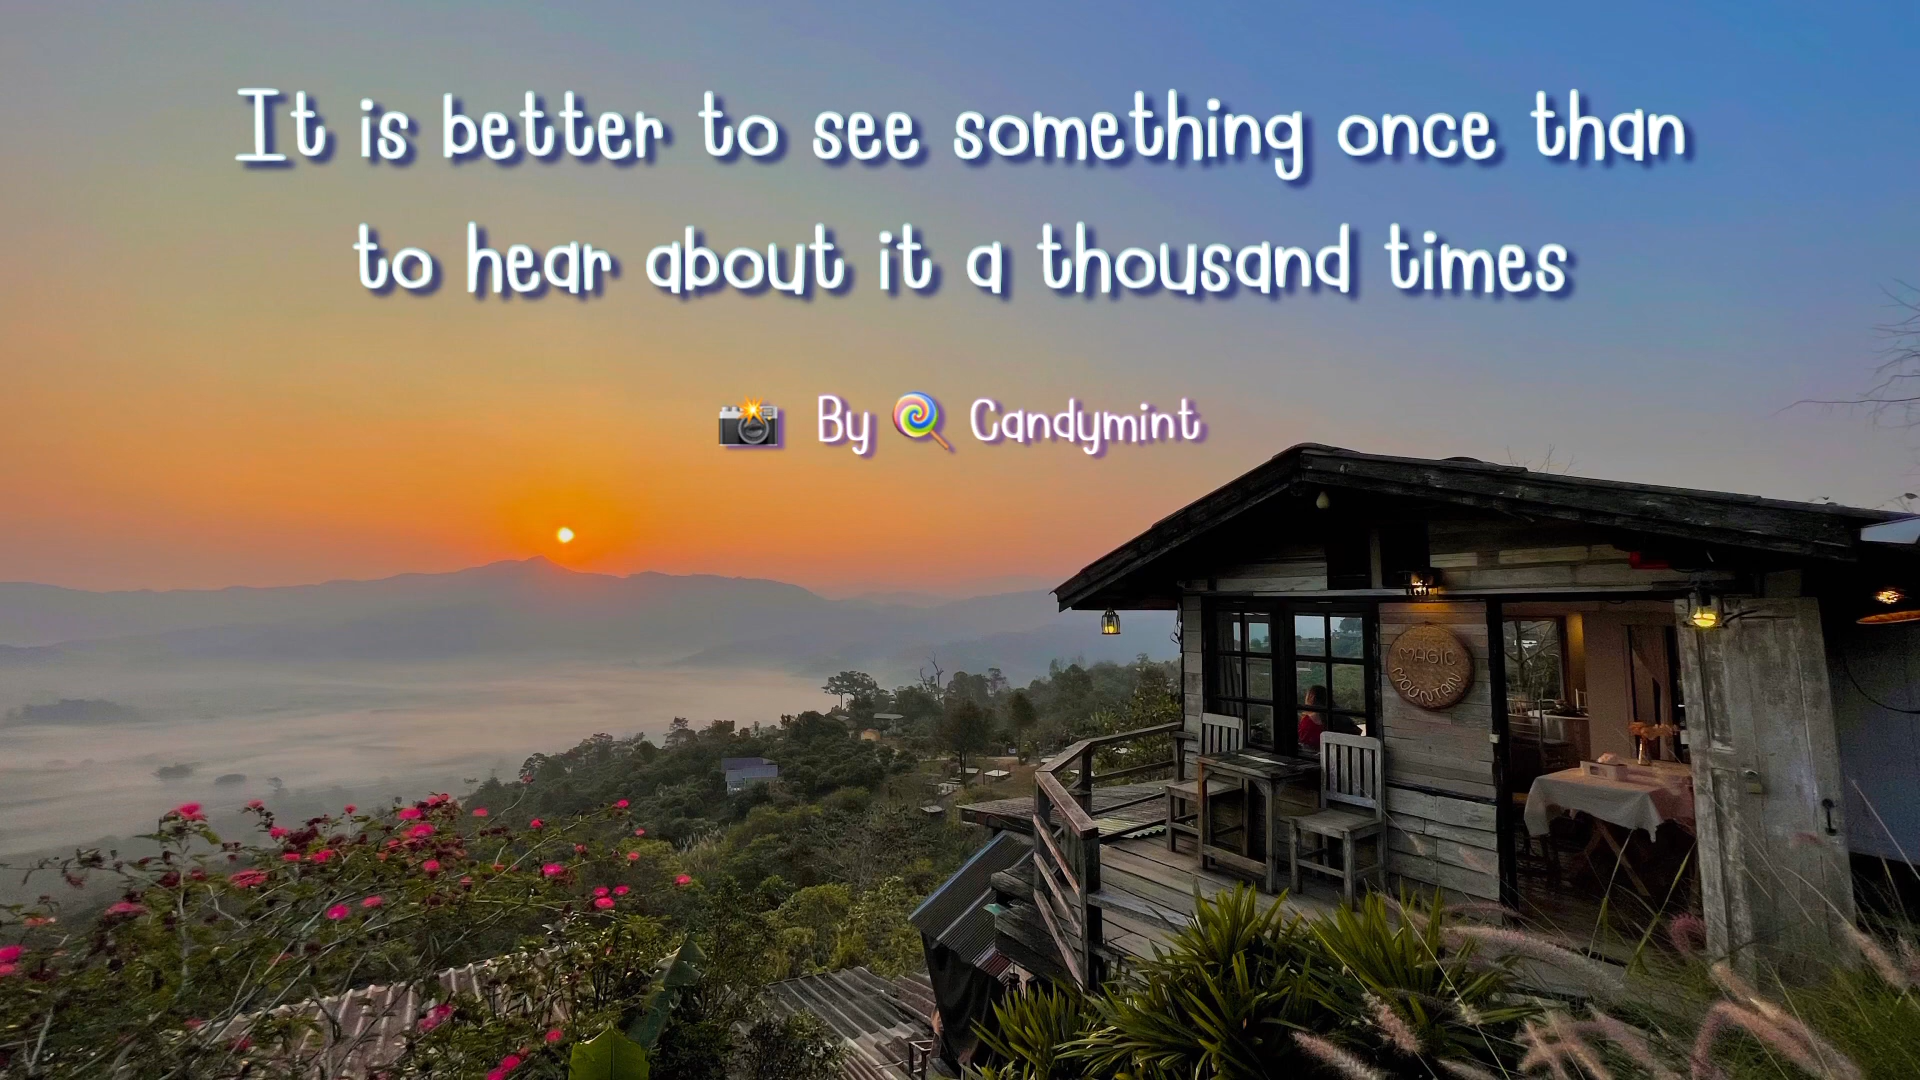 It is better to see something once than
to hear about it a thousand times
📸 By 🍭 Candymint
MAGIC
MOUNTAIN